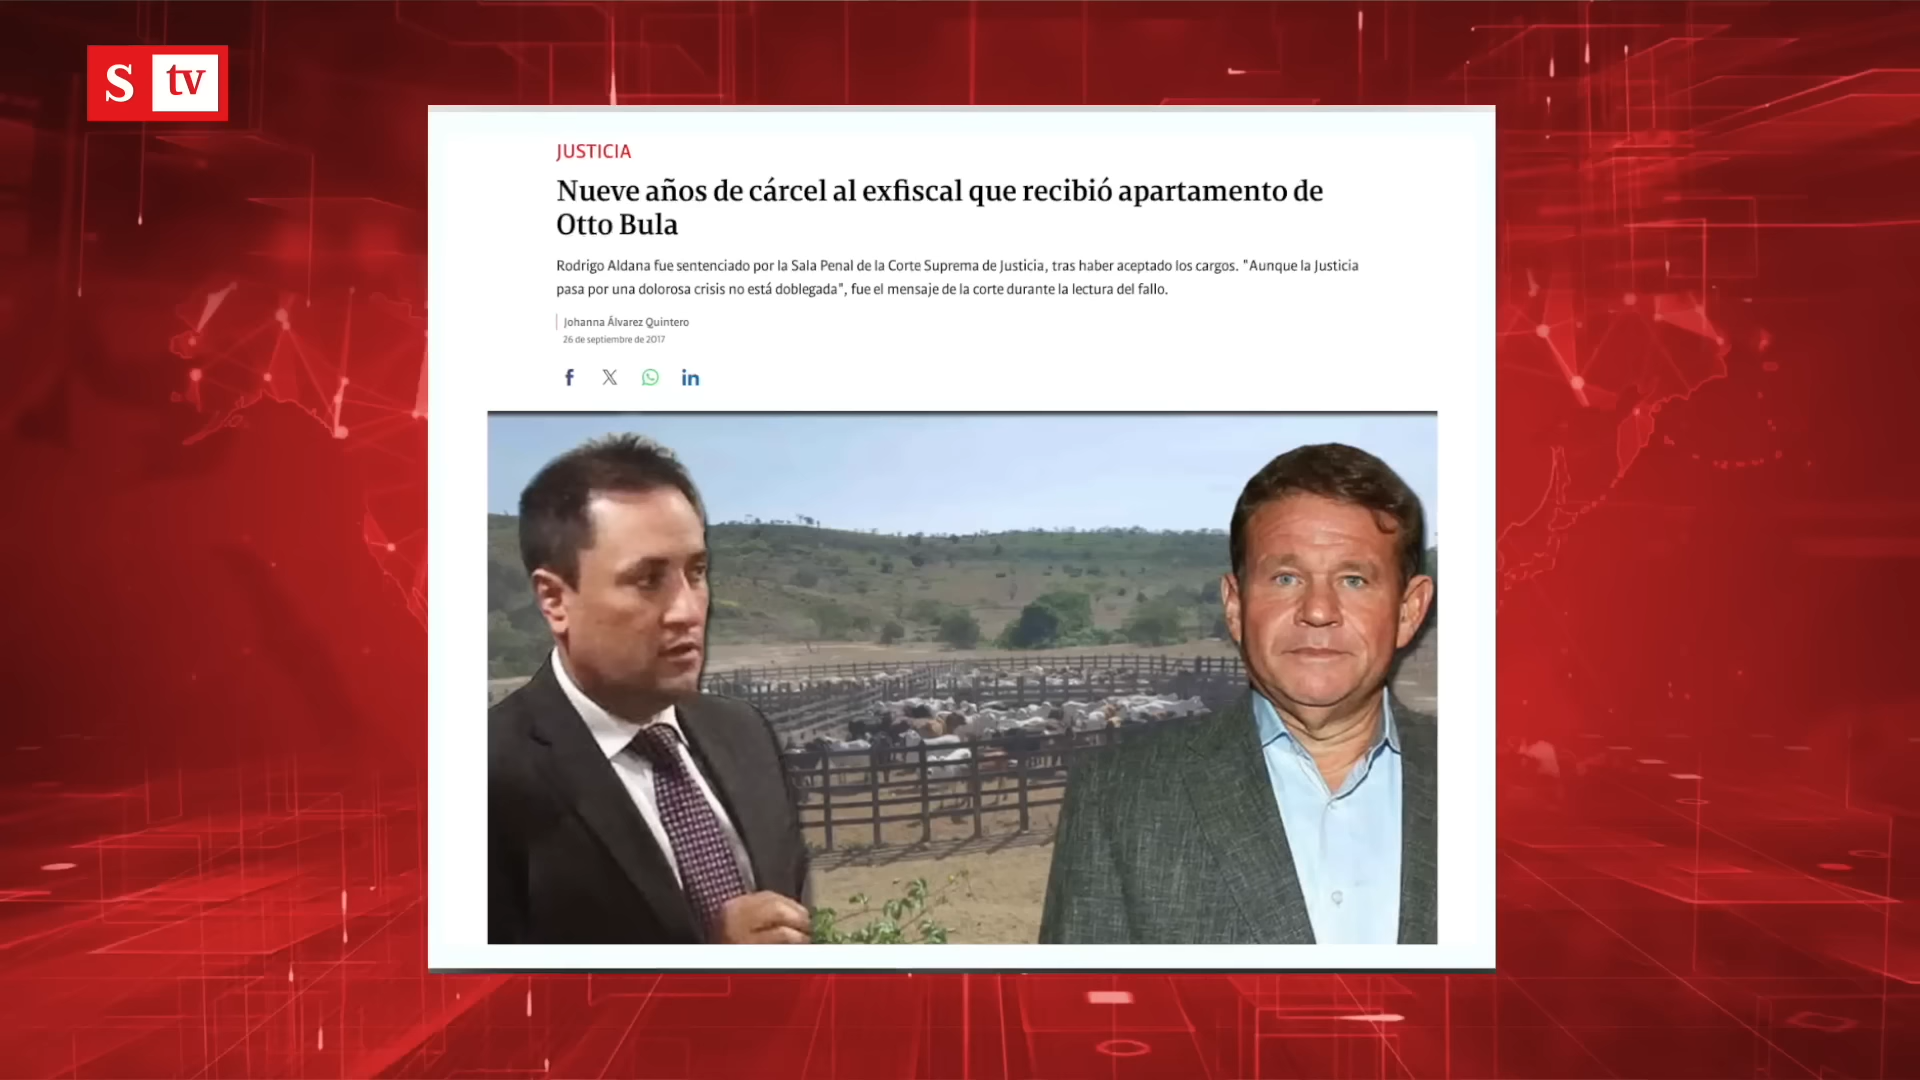 S tv
JUSTICIA
Nueve años de cárcel al exfiscal que recibió apartamento de
Otto Bula
Rodrigo Aldana fue sentenciado por la Sala Penal de la Corte Suprema de Justicia, tras haber aceptado los cargos. "Aunque la Justicia
pasa por una dolorosa crisis no está doblegada", fue el mensaje de la corte durante la lectura del fallo.
Johanna Álvarez Quintero
26 de septiembre de 2017
f X in